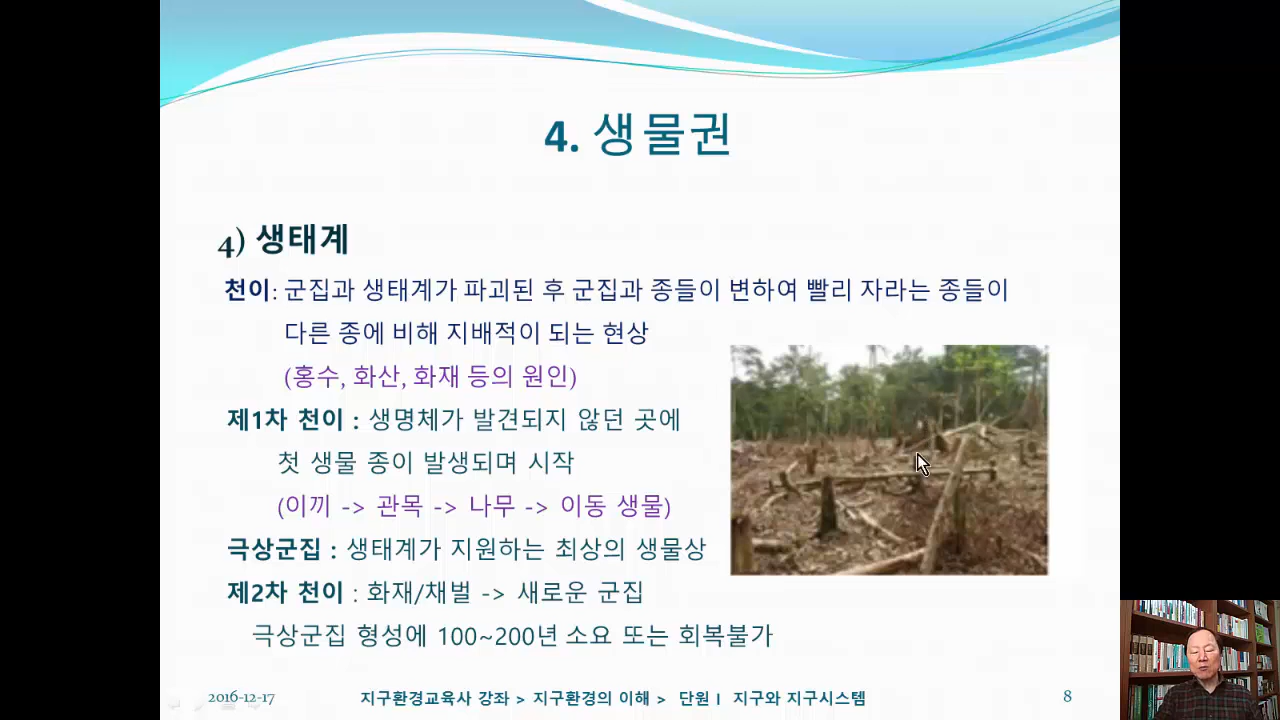 4. 생물권
4) 생태계
천이: 군집과 생태계가 파괴된 후 군집과 종들이 변하여 빨리 자라는 종들이
다른 종에 비해 지배적이 되는 현상
(홍수, 화산, 화재 등의 원인)
제1차 천이 : 생명체가 발견되지 않던 곳에
첫 생물 종이 발생되며 시작
(이끼 -> 관목 -> 나무 -> 이동 생물)
극상군집 : 생태계가 지원하는 최상의 생물상
제2차 천이 : 화재/채벌 -> 새로운 군집
극상군집 형성에 100~200년 소요 또는 회복불가
2016-12-17 지구환경교육사 강좌 > 지구환경의 이해 > 단원 I 지구와 지구시스템 8